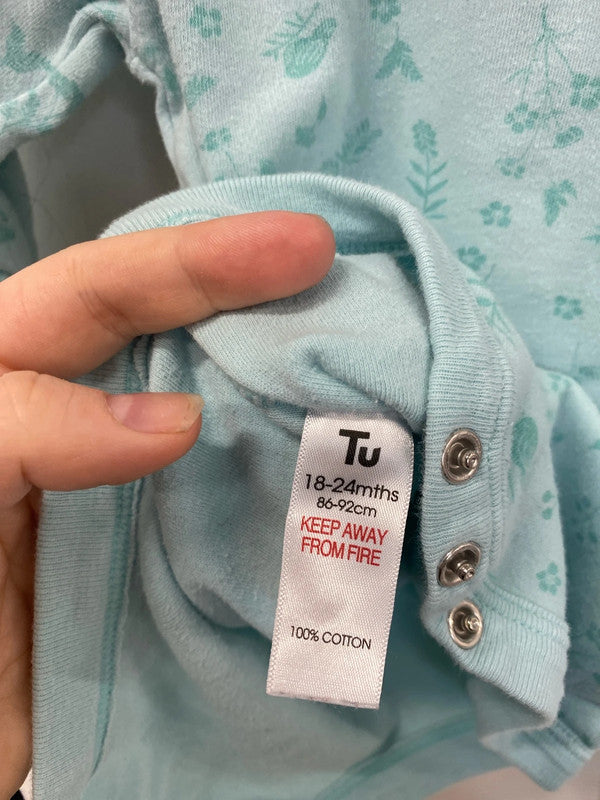 Tu
18-24mths
86-92cm
KEEP AWAY
FROM FIRE
100% COTTON